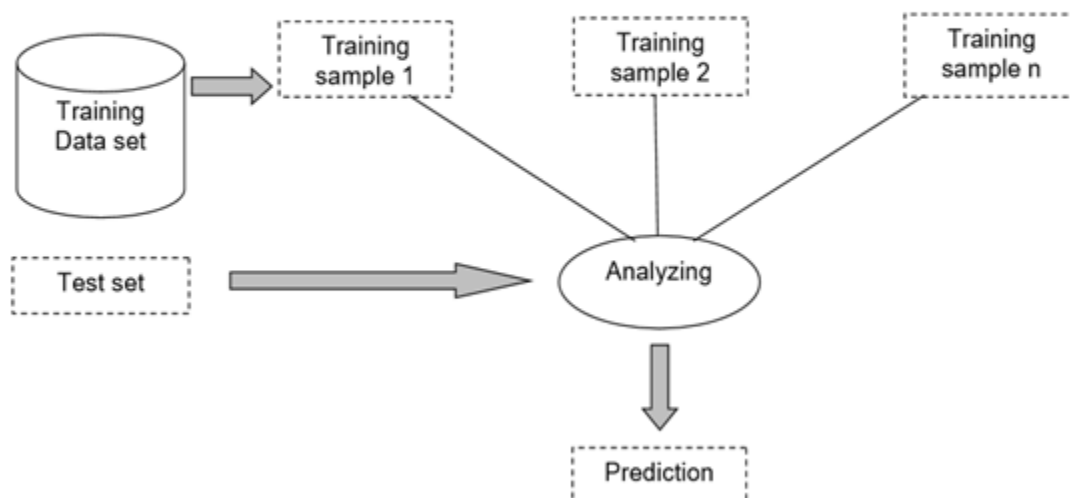 Training
Data set
Training
sample 1
Training
sample 2
Training
sample n
Test set
Analyzing
Prediction